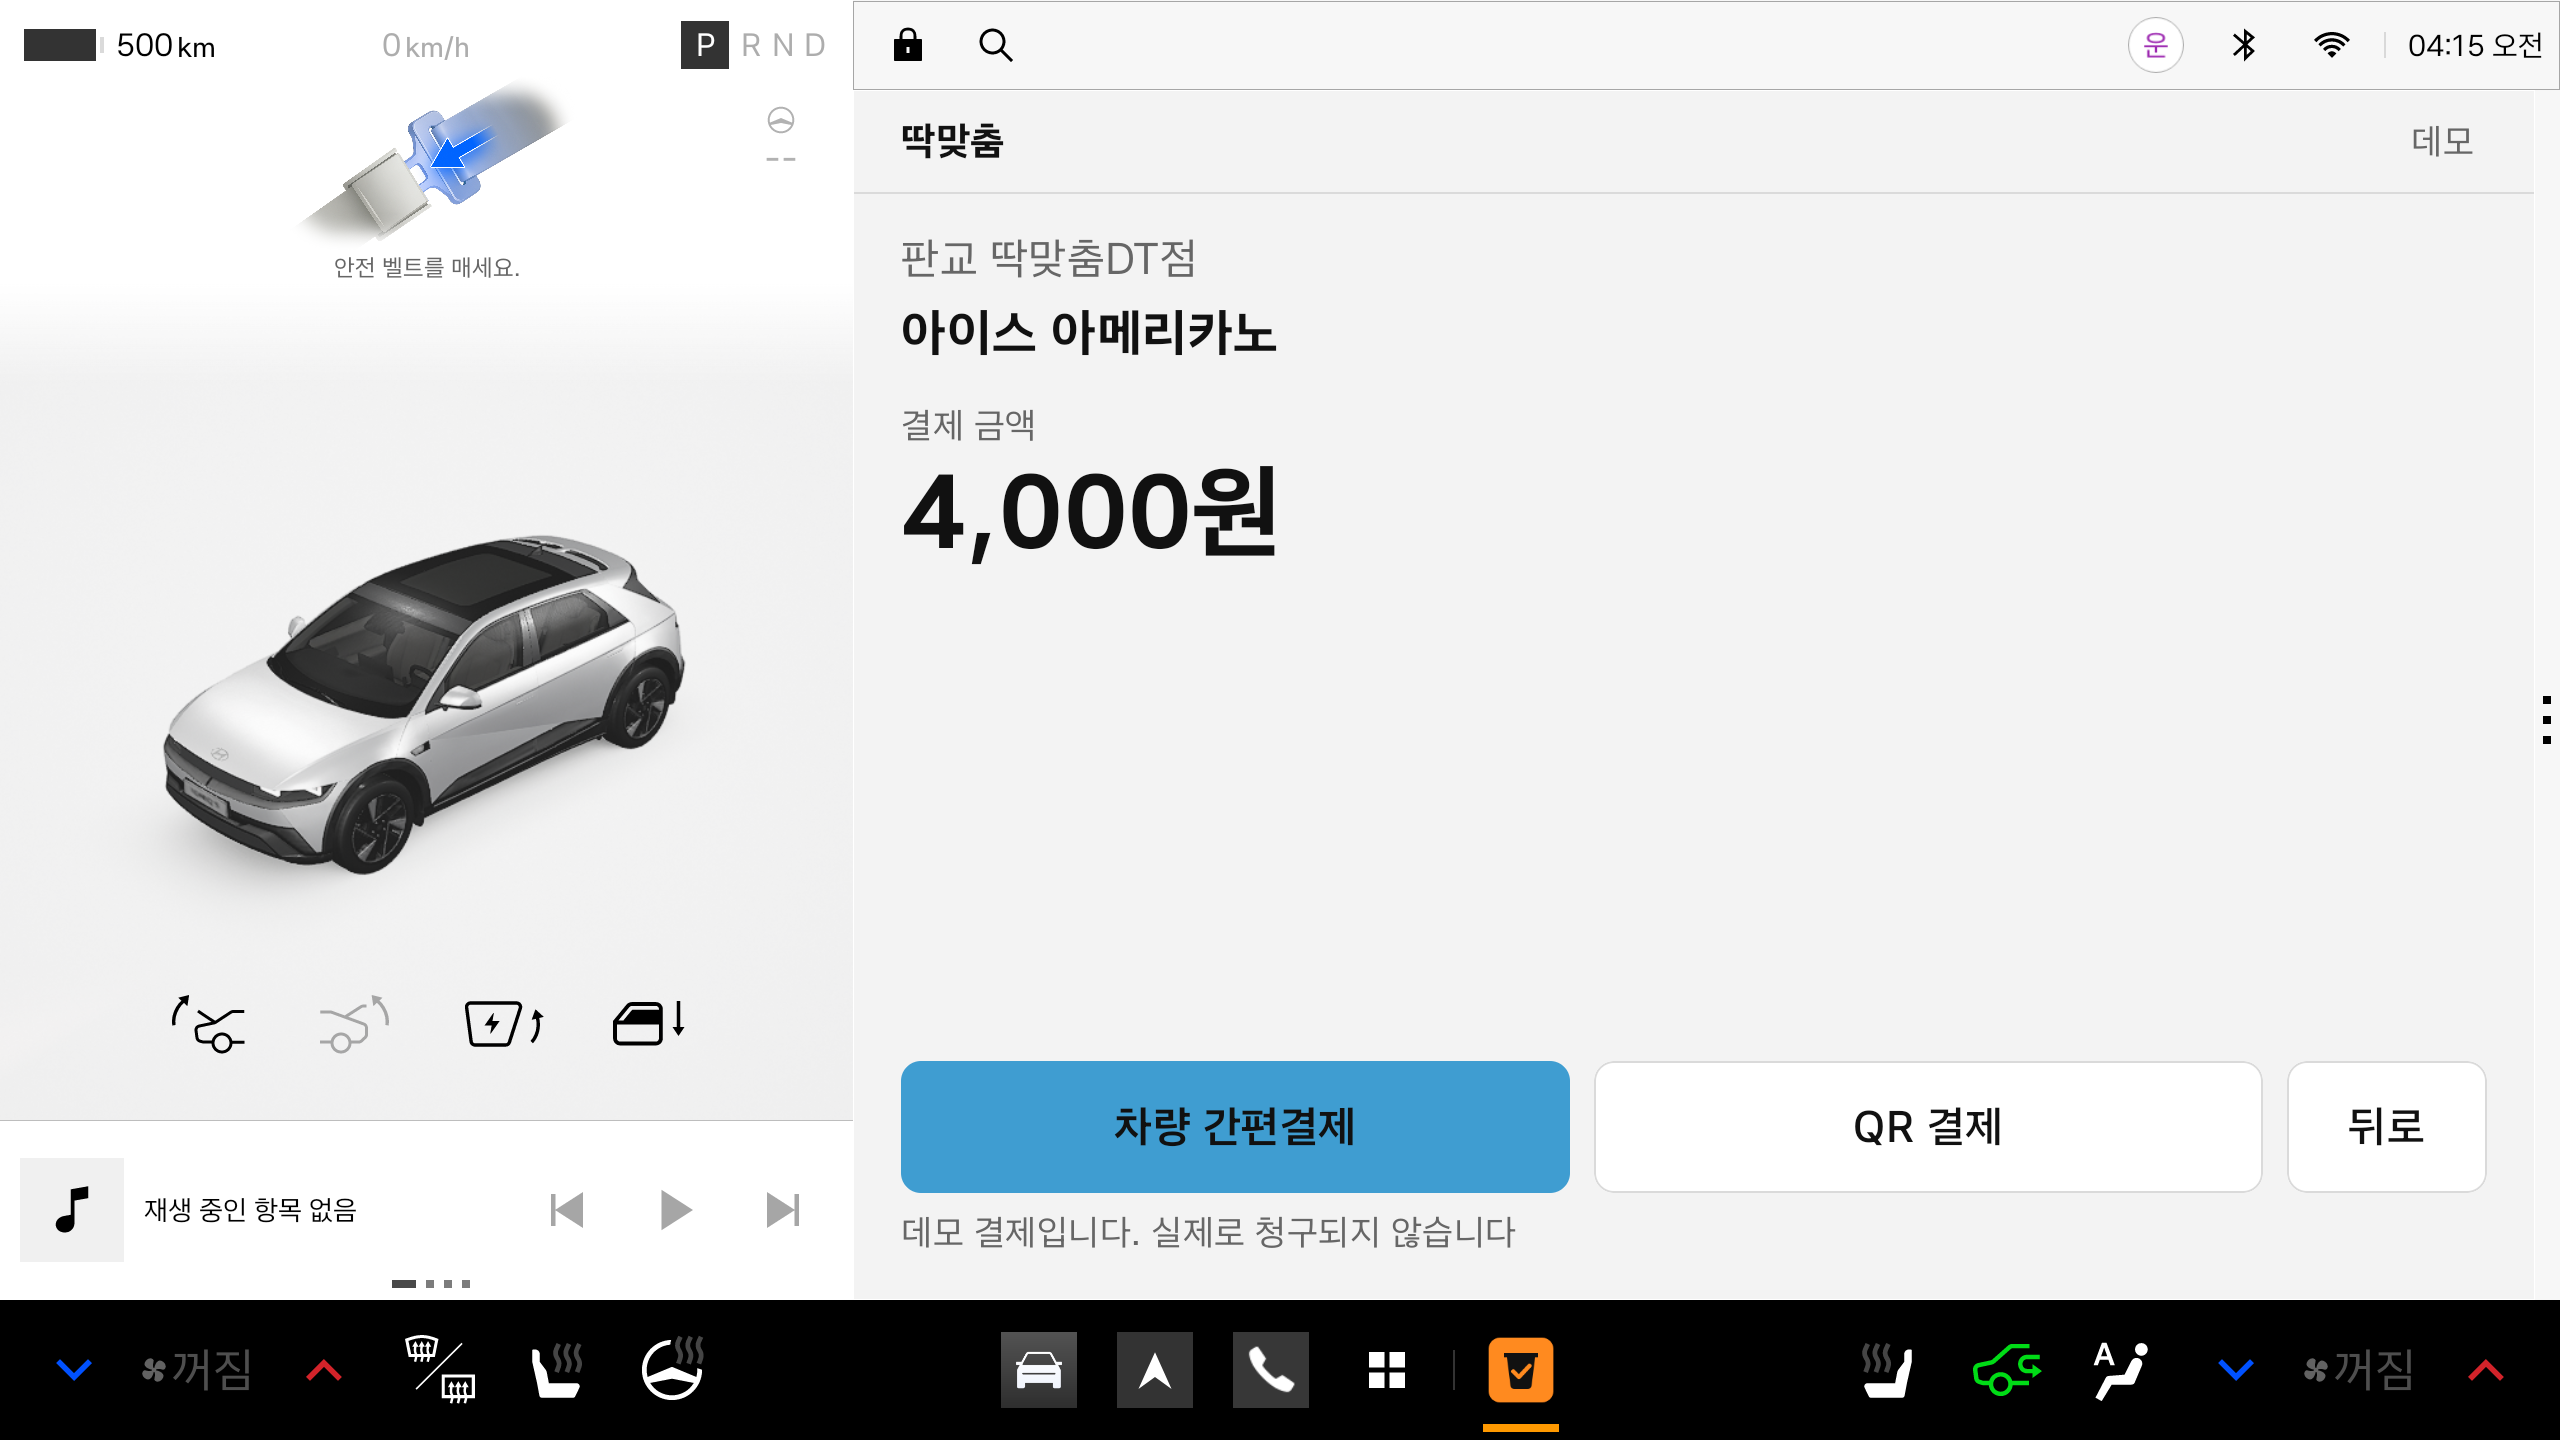 500 km
0 km/h
P R N D
안전 벨트를 매세요.
재생 중인 항목 없음
운
04:15 오전
딱맞춤
데모
판교 딱맞춤DT점
아이스 아메리카노
결제 금액
4,000원
차량 간편결제
QR 결제
뒤로
데모 결제입니다. 실제로 청구되지 않습니다
꺼짐
A
꺼짐